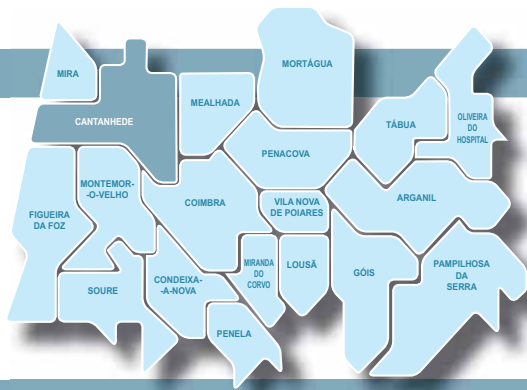 MIRA
MORTÁGUA
MEALHADA
CANTANHEDE
TÁBUA
OLIVEIRA
DO
HOSPITAL
PENACOVA
MONTEMOR-
-O-VELHO
COIMBRA
VILA NOVA
DE POIARES
ARGANIL
FIGUEIRA
DA FOZ
MIRANDA
DO
CORVO
LOUSÃ
GÓIS
PAMPILHOSA
DA
SERRA
SOURE
CONDEIXA-
-A-NOVA
PENELA